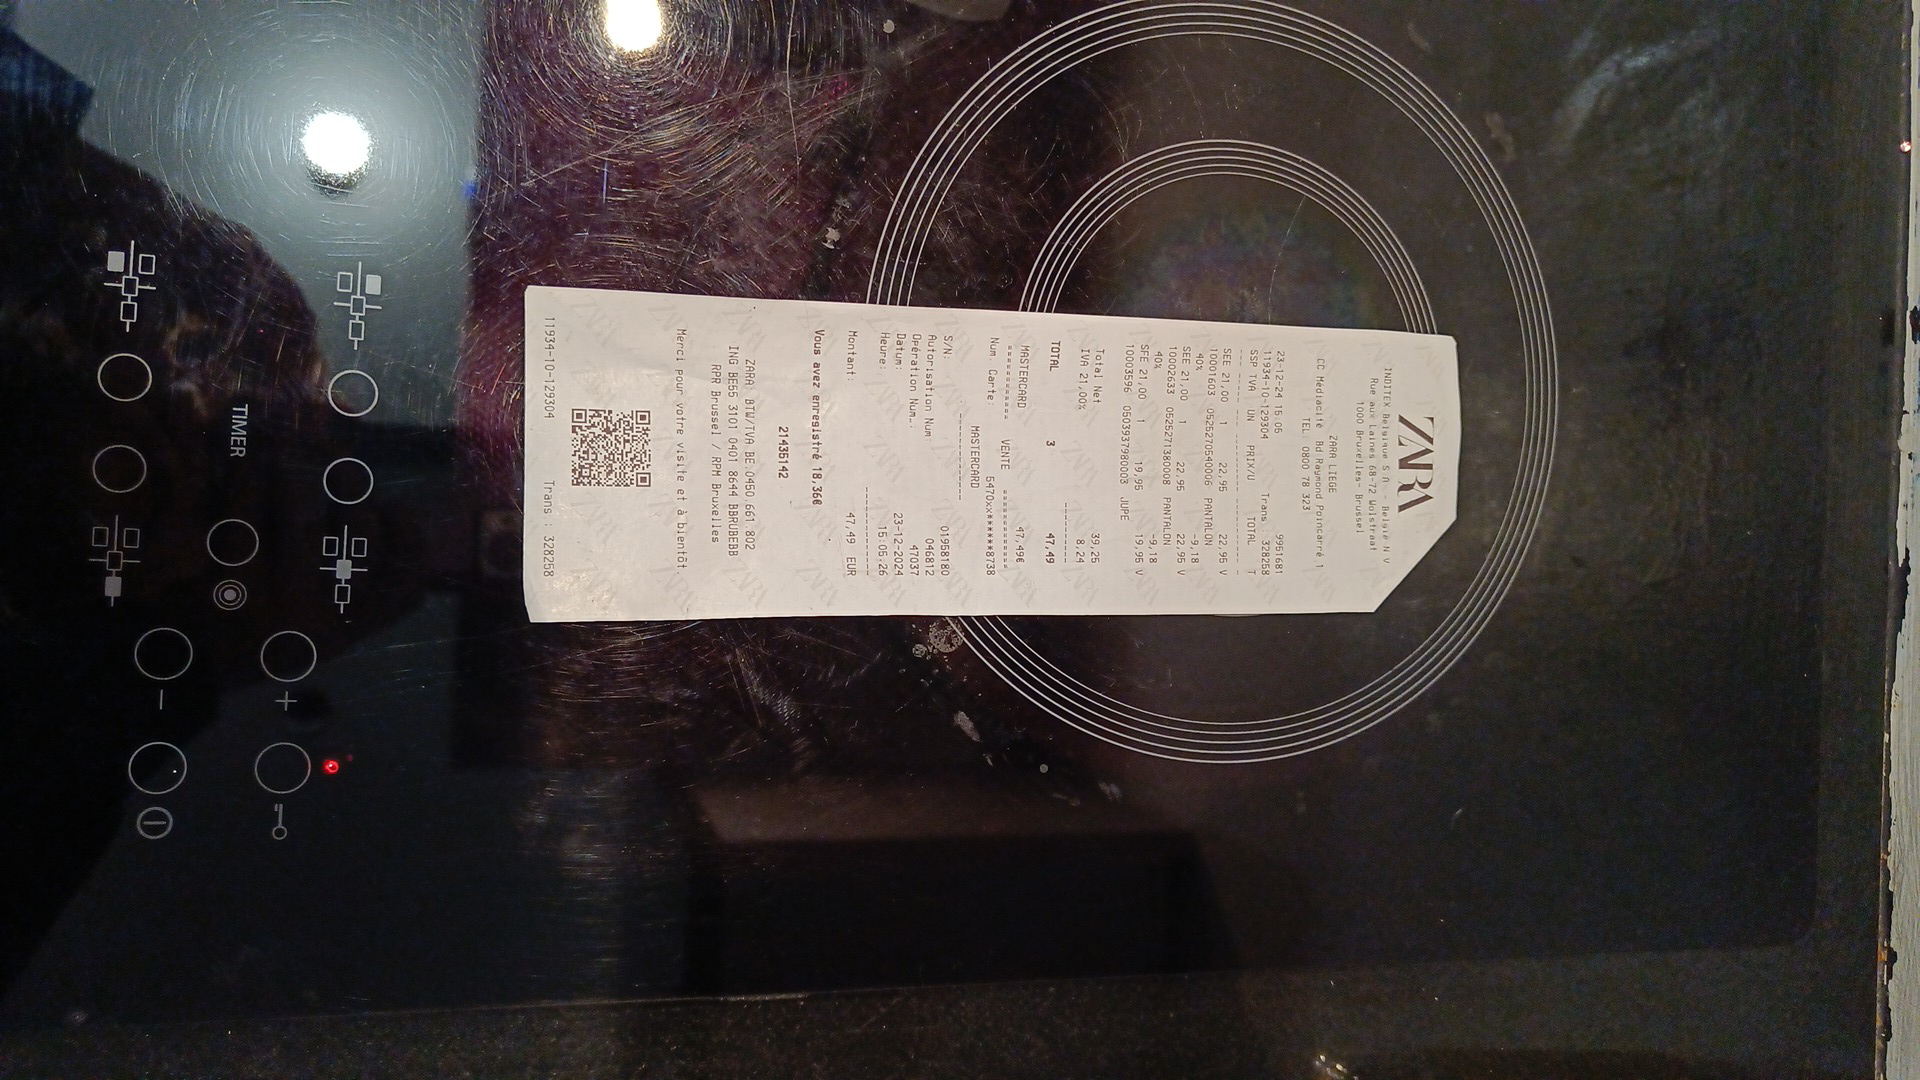 ZARA
INDITEX Belgique S.A. - Belgie N.V
Rue aux Laines 68-72 Wolstraat
1000 Bruxelles- Brussel
ZARA LIEGE
CC Médiacité Bd Raymond Poincarré, 1
TEL: 0800 78 323
23-12-24 15:05 9951681
11934-10-129304 Trans 328258
SSP TVA UN PRIX/U TOTAL T
SEE 21,00 1 22,95 22,95 V
10001603 0525270540006 PANTALON
40% -9,18
SEE 21,00 1 22,95 22,95 V
10002633 0525271380008 PANTALON
40% -9,18
SFE 21,00 1 19,95 19,95 V
10003596 0503937980003 JUPE
Total Net 39,25
IVA 21,00% 8,24
TOTAL 3 47,49
MASTERCARD 47,49€
VENTE
Num Carte: 5470xx******8738
MASTERCARD
S/N: 01958180
Autorisation Num: 046812
Opération Num.: 47037
Datum: 23-12-2024
Heure: 15:05:26
Montant: 47,49 EUR
Vous avez enregistré 18,36€
21435142
ZARA BTW/TVA BE 0450.661.802
ING BE55 3101 0401 8644 BBRUBEBB
RPR Brussel / RPM Bruxelles
Merci pour votre visite et à bientôt
11934-10-129304 Trans : 328258
TIMER